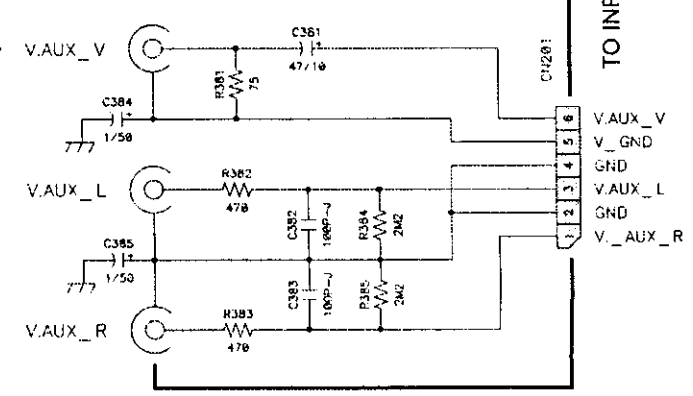 V.AUX_V
C361
47/10
R381
75
C384
1/50
TO INP
CN201
6
V.AUX_V
5
V_GND
4
GND
3
V.AUX_L
2
GND
1
V._AUX_R
V.AUX_L
R382
470
C382
100P-J
R384
2M2
C385
1/50
C383
100P-J
R385
2M2
V.AUX_R
R383
470